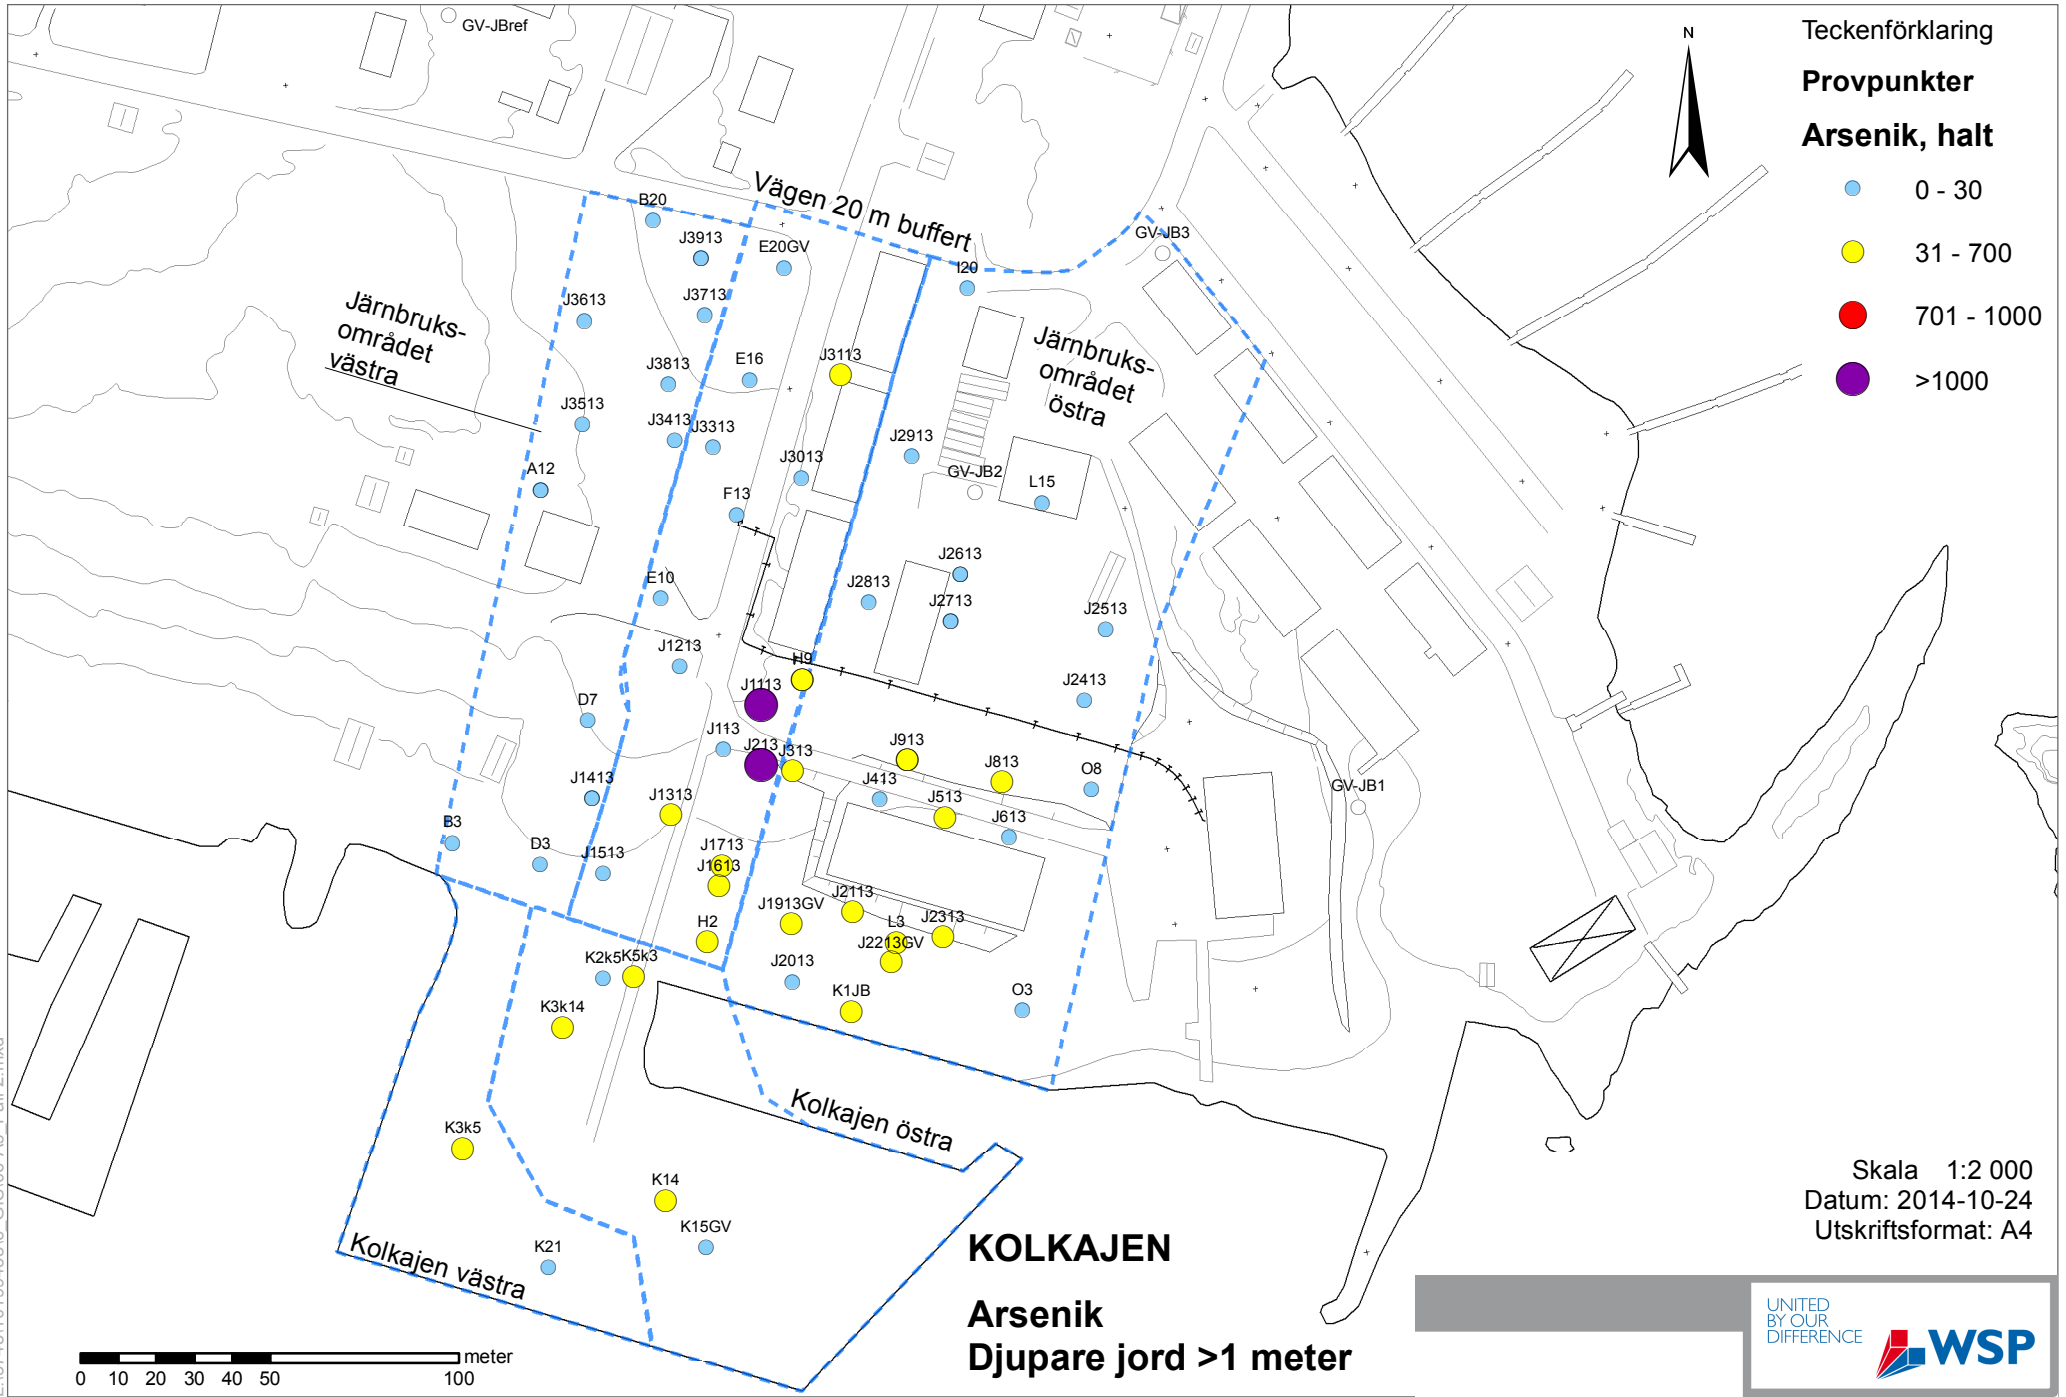 GV-JBref
N
Teckenförklaring
Provpunkter
Arsenik, halt
0 - 30
31 - 700
701 - 1000
>1000
Vägen 20 m buffert
B20
J3913
E20GV
GV-JB3
I20
J3613
J3713
Järnbruks-
området
västra
Järnbruks-
området
östra
J3813
E16
J3113
J3513
J3413
J3313
J2913
A12
J3013
GV-JB2
L15
F13
J2613
E10
J2813
J2713
J2513
J1213
H9
J1113
J2413
D7
J113
J213
J313
J913
J813
O8
J1413
J413
GV-JB1
J1313
J513
J613
B3
D3
J1513
J1713
J1613
J1913GV
J2113
L3
J2313
H2
J2213GV
K2k5
K5k3
J2013
K1JB
O3
K3k14
Kolkajen östra
K3k5
K14
K15GV
K21
Kolkajen västra
KOLKAJEN
Arsenik
Djupare jord >1 meter
Skala 1:2 000
Datum: 2014-10-24
Utskriftsformat: A4
UNITED
BY OUR
DIFFERENCE
WSP
meter
0 10 20 30 40 50 100